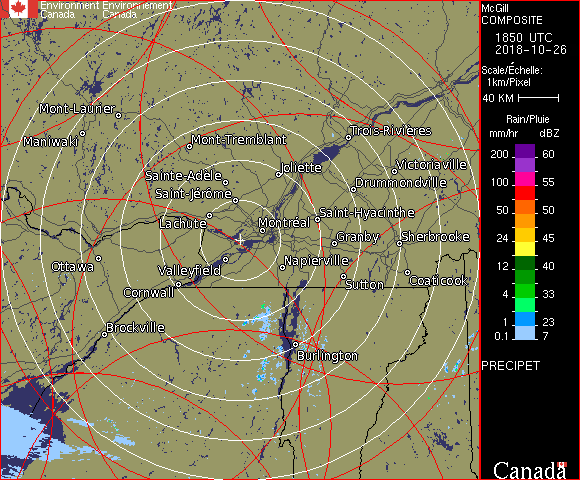 Environment Environnement
Canada Canada
Mont-Laurier
Maniwaki
Mont-Tremblant
Trois-Rivières
Sainte-Adèle
Joliette
Victoriaville
Saint-Jérôme
Drummondville
Lachute
Montréal
Saint-Hyacinthe
Granby
Sherbrooke
Ottawa
Valleyfield
Napierville
Cornwall
Sutton
Coaticook
Brockville
Burlington
McGill
COMPOSITE
1850 UTC
2018-10-26
Scale/Échelle:
1km/Pixel
40 KM
Rain/Pluie
mm/hr dBZ
200 60
100 55
50 50
24 45
12 40
4 33
1 23
0.1 7
PRECIPET
Canada